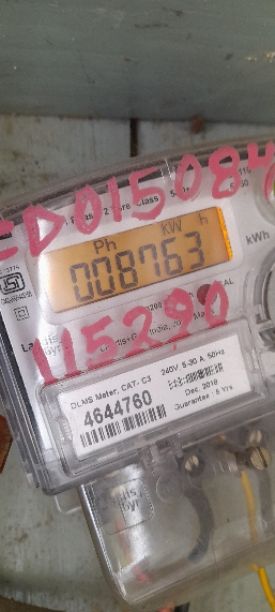 CD015084
Ph kW h
008763
kWh
115290
DLMS Meter, CAT. C3 240V, 5-30 A, 50Hz
4644760
Dec. 2018
Guarantee : 5 Yrs